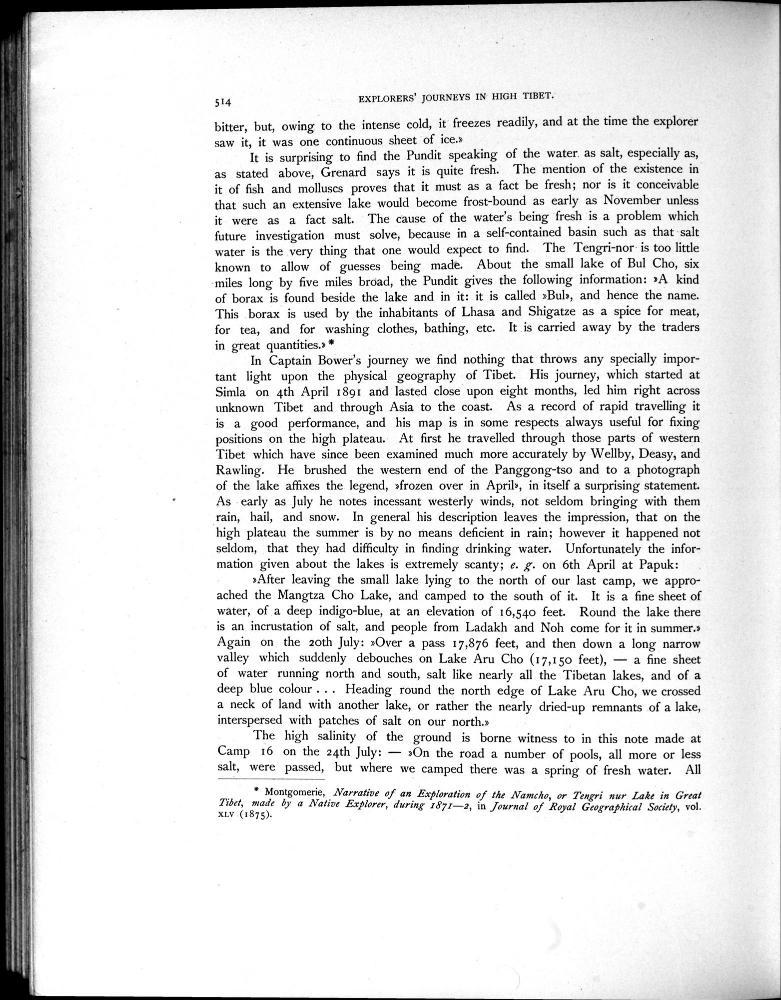 514
EXPLORERS' JOURNEYS IN HIGH TIBET.
bitter, but, owing to the intense cold, it freezes readily, and at the time the explorer
saw it, it was one continuous sheet of ice.»
It is surprising to find the Pundit speaking of the water as salt, especially as,
as stated above, Grenard says it is quite fresh. The mention of the existence in
it of fish and molluscs proves that it must as a fact be fresh; nor is it conceivable
that such an extensive lake would become frost-bound as early as November unless
it were as a fact salt. The cause of the water's being fresh is a problem which
future investigation must solve, because in a self-contained basin such as that salt
water is the very thing that one would expect to find. The Tengri-nor is too little
known to allow of guesses being made. About the small lake of Bul Cho, six
miles long by five miles broad, the Pundit gives the following information: »A kind
of borax is found beside the lake and in it: it is called »Bul», and hence the name.
This borax is used by the inhabitants of Lhasa and Shigatze as a spice for meat,
for tea, and for washing clothes, bathing, etc. It is carried away by the traders
in great quantities.» *
In Captain Bower's journey we find nothing that throws any specially impor-
tant light upon the physical geography of Tibet. His journey, which started at
Simla on 4th April 1891 and lasted close upon eight months, led him right across
unknown Tibet and through Asia to the coast. As a record of rapid travelling it
is a good performance, and his map is in some respects always useful for fixing
positions on the high plateau. At first he travelled through those parts of western
Tibet which have since been examined much more accurately by Wellby, Deasy, and
Rawling. He brushed the western end of the Panggong-tso and to a photograph
of the lake affixes the legend, »frozen over in April», in itself a surprising statement.
As early as July he notes incessant westerly winds, not seldom bringing with them
rain, hail, and snow. In general his description leaves the impression, that on the
high plateau the summer is by no means deficient in rain; however it happened not
seldom, that they had difficulty in finding drinking water. Unfortunately the infor-
mation given about the lakes is extremely scanty; e. g. on 6th April at Papuk:
»After leaving the small lake lying to the north of our last camp, we appro-
ached the Mangtza Cho Lake, and camped to the south of it. It is a fine sheet of
water, of a deep indigo-blue, at an elevation of 16,540 feet. Round the lake there
is an incrustation of salt, and people from Ladakh and Noh come for it in summer.»
Again on the 20th July: »Over a pass 17,876 feet, and then down a long narrow
valley which suddenly debouches on Lake Aru Cho (17,150 feet), — a fine sheet
of water running north and south, salt like nearly all the Tibetan lakes, and of a
deep blue colour . . . Heading round the north edge of Lake Aru Cho, we crossed
a neck of land with another lake, or rather the nearly dried-up remnants of a lake,
interspersed with patches of salt on our north.»
The high salinity of the ground is borne witness to in this note made at
Camp 16 on the 24th July: — »On the road a number of pools, all more or less
salt, were passed, but where we camped there was a spring of fresh water. All
* Montgomerie, Narrative of an Exploration of the Namcho, or Tengri nur Lake in Great
Tibet, made by a Native Explorer, during 1871—2, in Journal of Royal Geographical Society, vol.
XLV (1875).